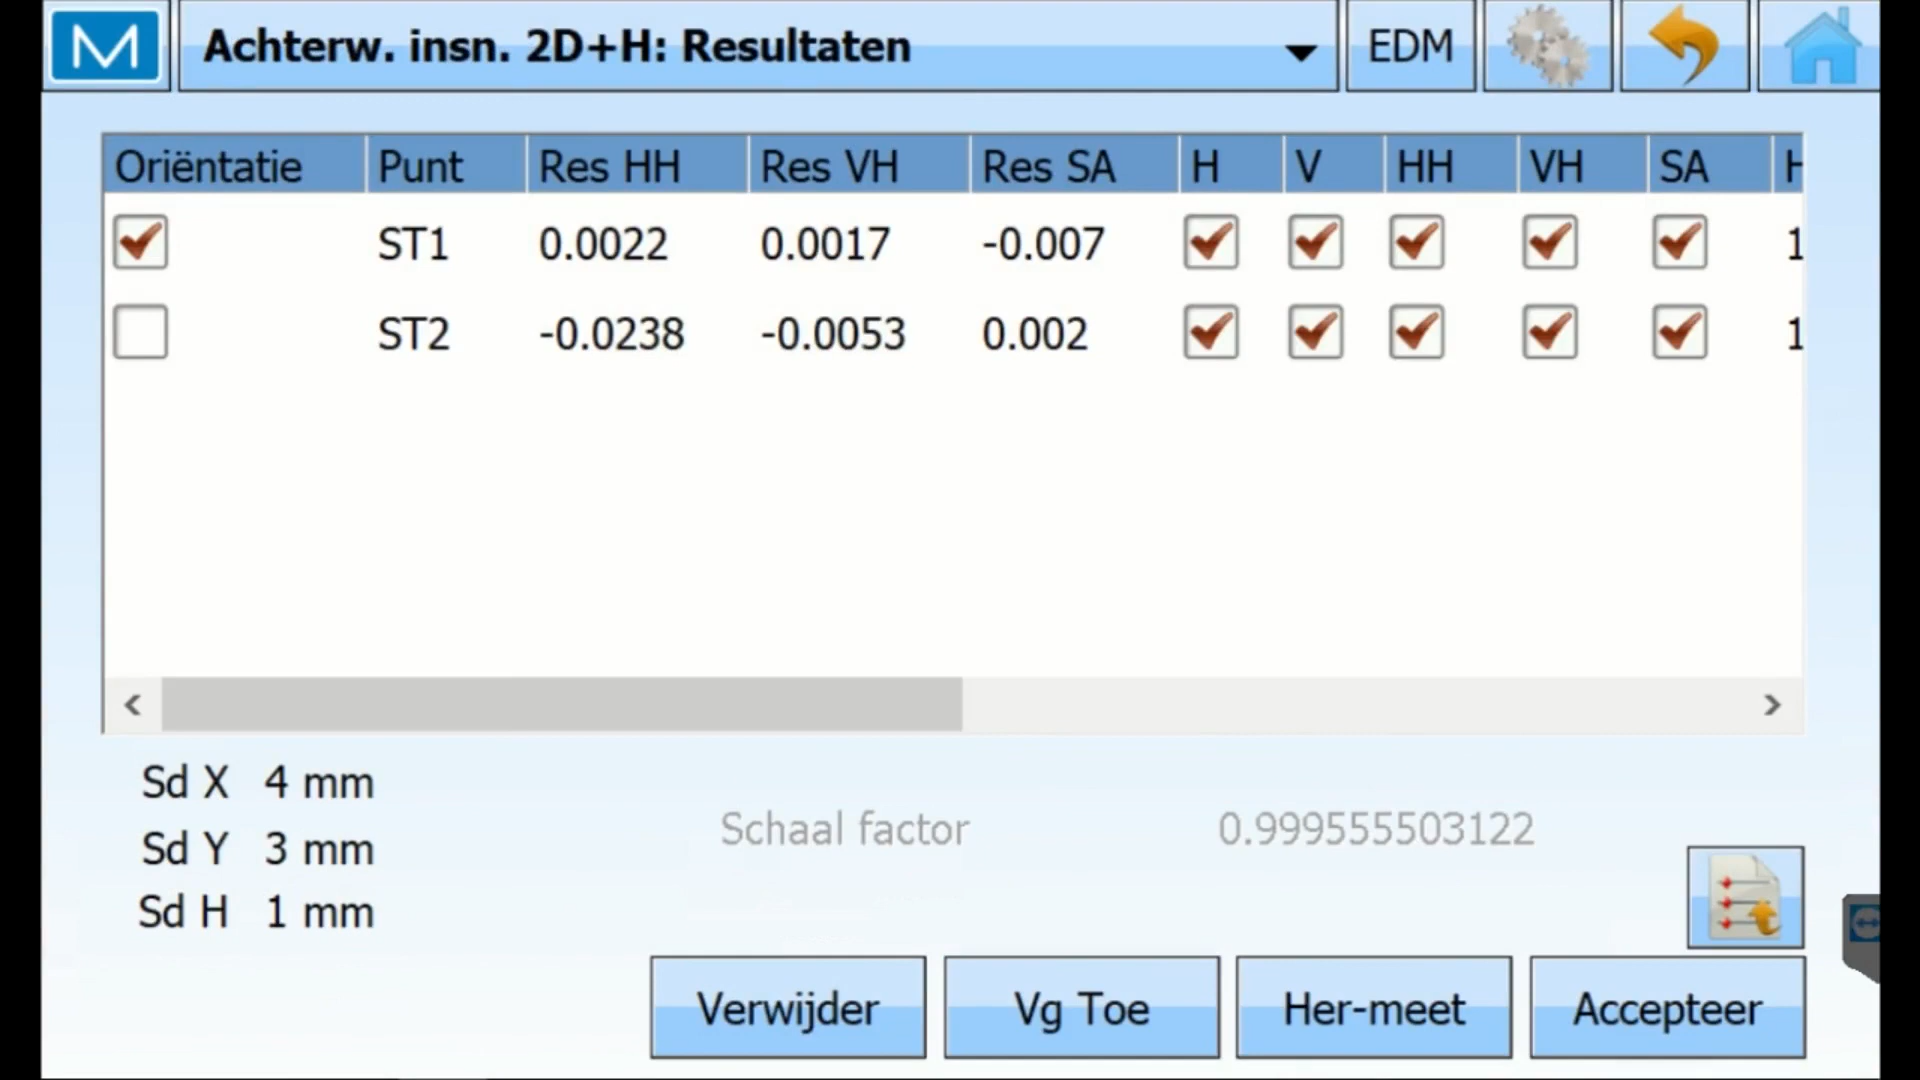 M
Achterw. insn. 2D+H: Resultaten
EDM
Oriëntatie Punt Res HH Res VH Res SA H V HH VH SA H
ST1 0.0022 0.0017 -0.007 1
ST2 -0.0238 -0.0053 0.002 1
Sd X 4 mm
Schaal factor 0.999555503122
Sd Y 3 mm
Sd H 1 mm
Verwijder Vg Toe Her-meet Accepteer